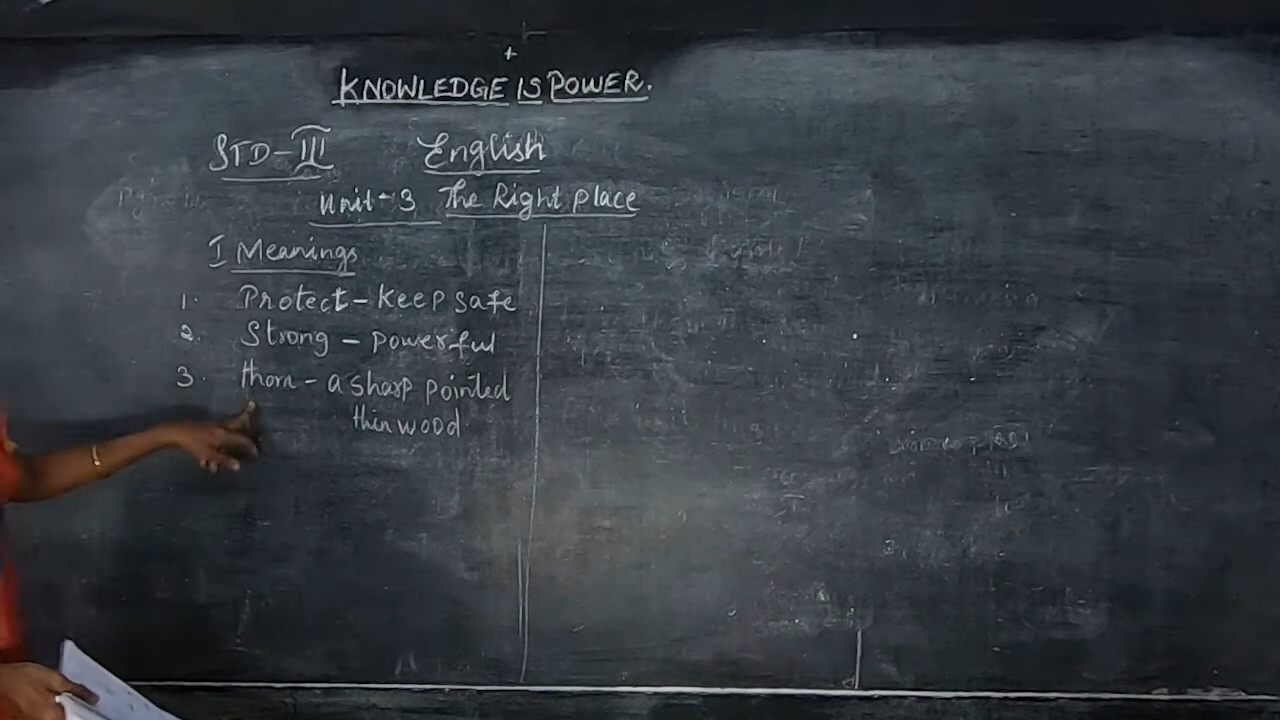 +
KNOWLEDGE IS POWER.
STD-III English
Unit-3 The Right place
I Meanings
1. Protect - Keep safe
2. Strong - powerful
3. thorn - a sharp pointed
thin wood